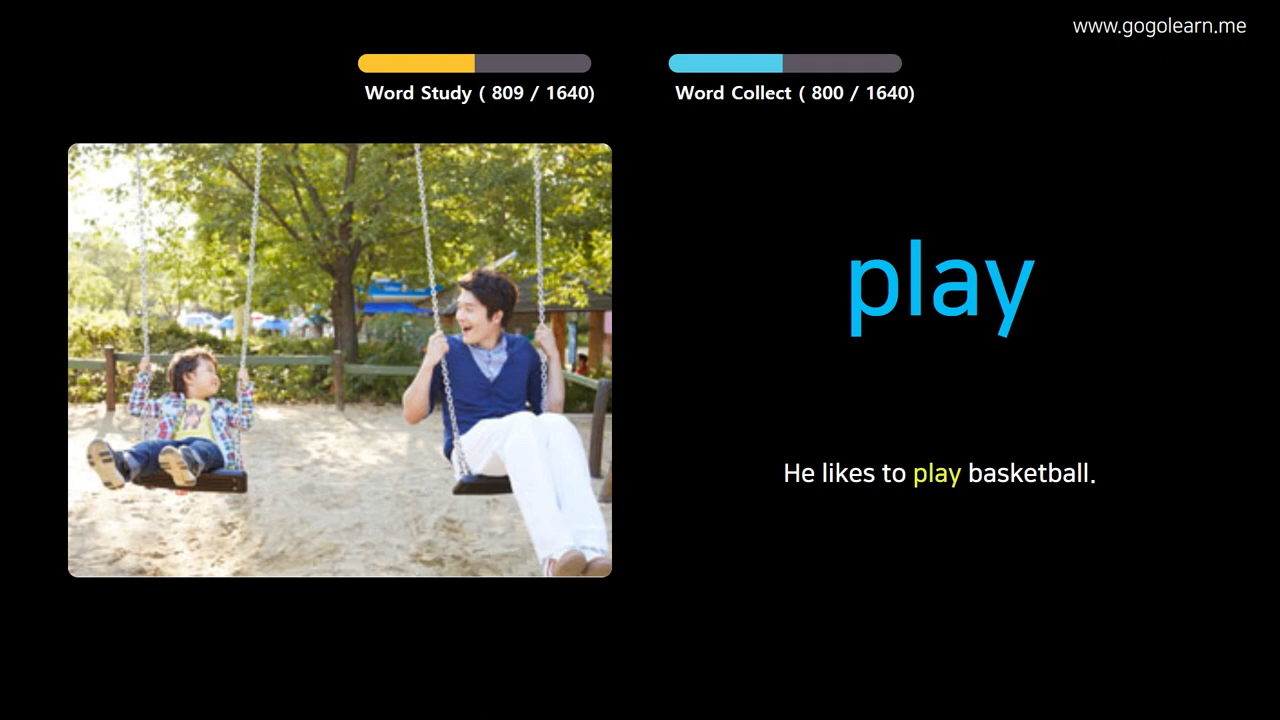 www.gogolearn.me
Word Study ( 809 / 1640)
Word Collect ( 800 / 1640)
play
He likes to play basketball.